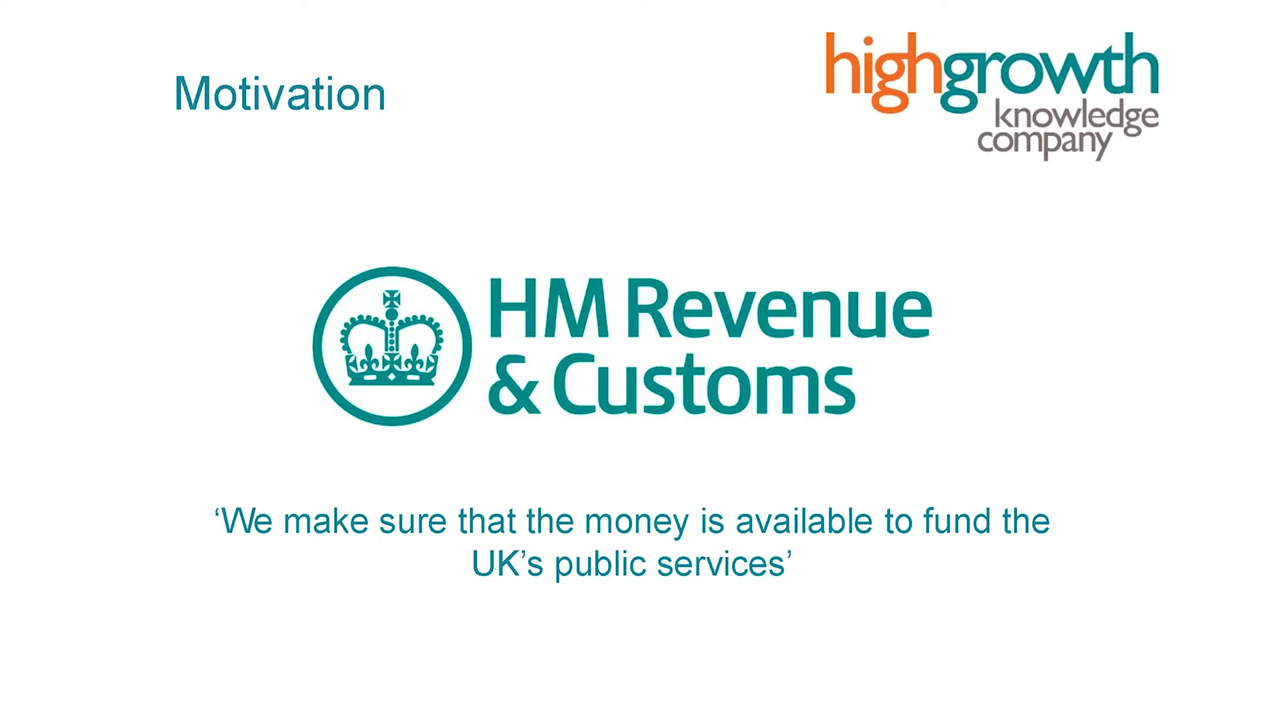 Motivation
highgrowth
knowledge
company
HM Revenue
& Customs
‘We make sure that the money is available to fund the
UK’s public services’